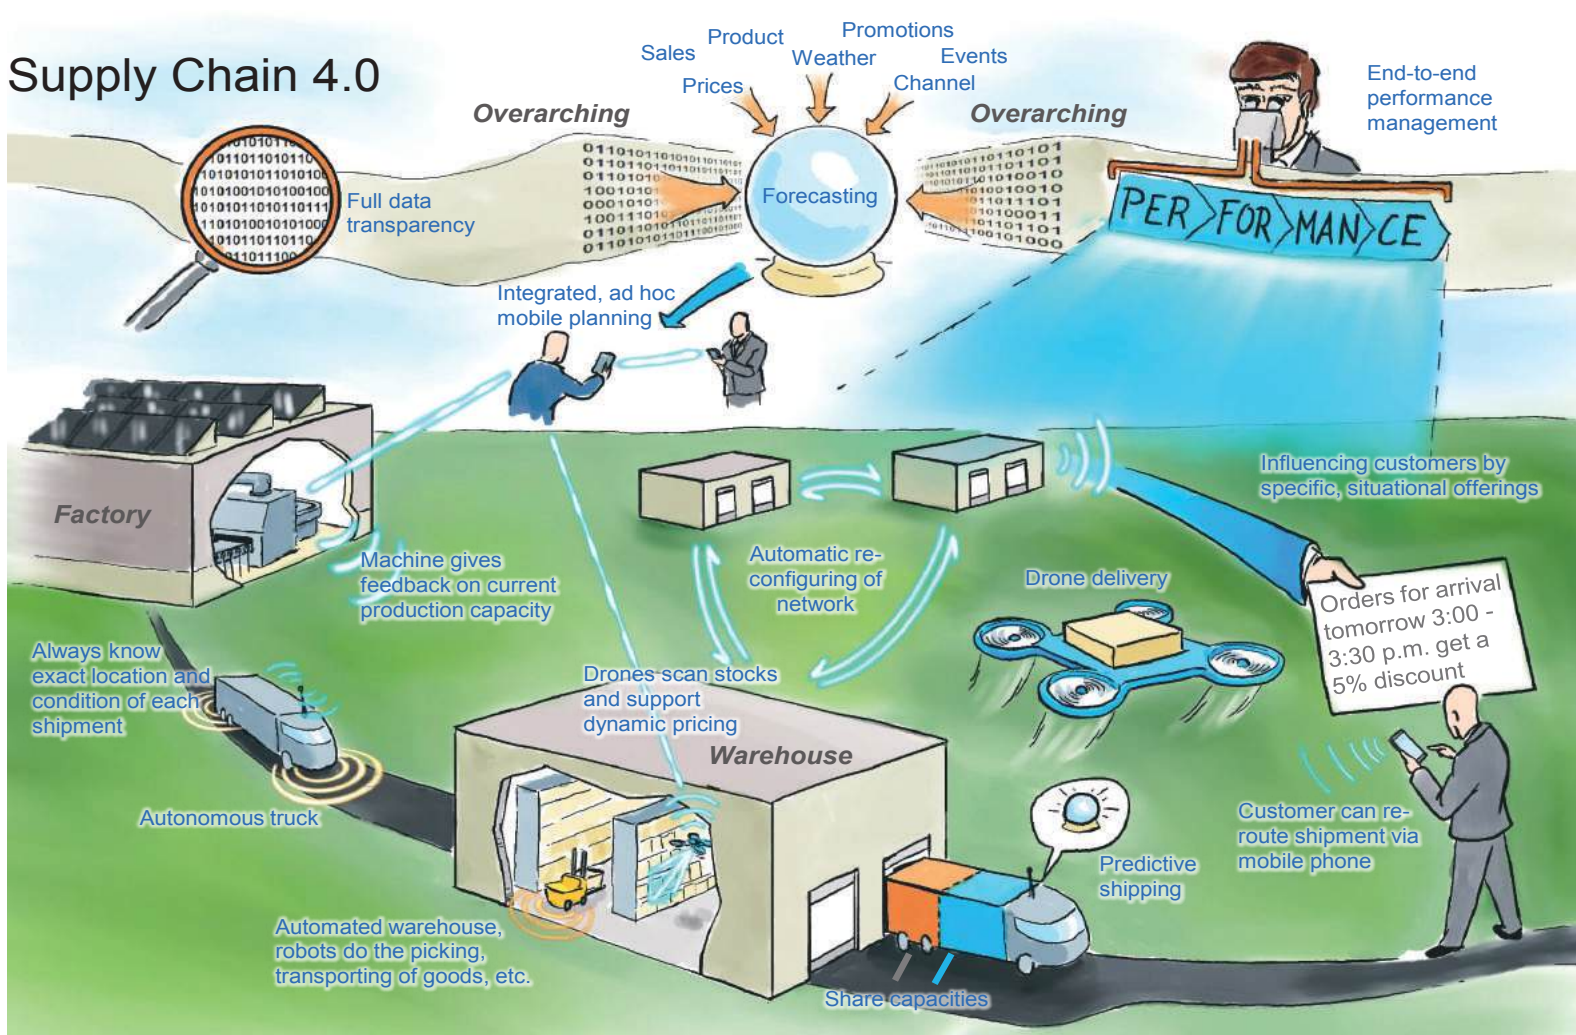 Supply Chain 4.0
Sales
Product
Promotions
Prices
Weather
Events
Channel
Overarching
Overarching
End-to-end
performance
management
Full data
transparency
Forecasting
PER FOR MAN CE
Integrated, ad hoc
mobile planning
Factory
Machine gives
feedback on current
production capacity
Automatic re-
configuring of
network
Influencing customers by
specific, situational offerings
Drone delivery
Orders for arrival
tomorrow 3:00 -
3:30 p.m. get a
5% discount
Always know
exact location and
condition of each
shipment
Autonomous truck
Drones scan stocks
and support
dynamic pricing
Warehouse
Customer can re-
route shipment via
mobile phone
Predictive
shipping
Automated warehouse,
robots do the picking,
transporting of goods, etc.
Share capacities